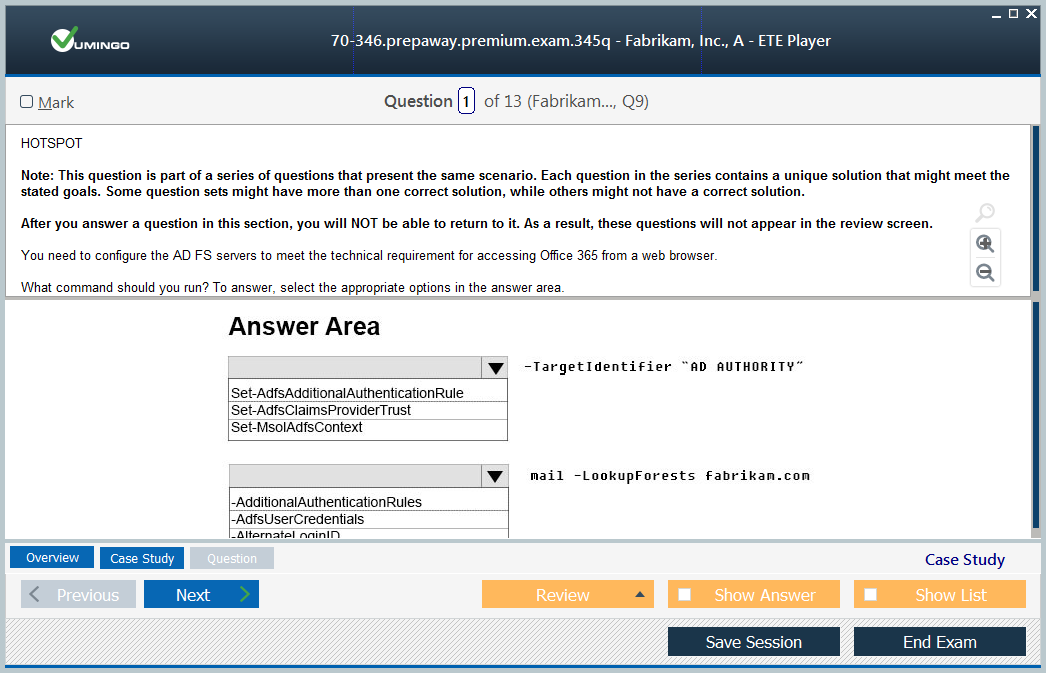 VUMINGO
70-346.prepaway.premium.exam.345q - Fabrikam, Inc., A - ETE Player
Mark
Question 1 of 13 (Fabrikam..., Q9)
HOTSPOT
Note: This question is part of a series of questions that present the same scenario. Each question in the series contains a unique solution that might meet the
stated goals. Some question sets might have more than one correct solution, while others might not have a correct solution.
After you answer a question in this section, you will NOT be able to return to it. As a result, these questions will not appear in the review screen.
You need to configure the AD FS servers to meet the technical requirement for accessing Office 365 from a web browser.
What command should you run? To answer, select the appropriate options in the answer area.
Answer Area
-TargetIdentifier “AD AUTHORITY”
Set-AdfsAdditionalAuthenticationRule
Set-AdfsClaimsProviderTrust
Set-MsolAdfsContext
mail -LookupForests fabrikam.com
-AdditionalAuthenticationRules
-AdfsUserCredentials
-AlternateLoginID
Overview Case Study Question Case Study
Previous Next Review Show Answer Show List
Save Session End Exam